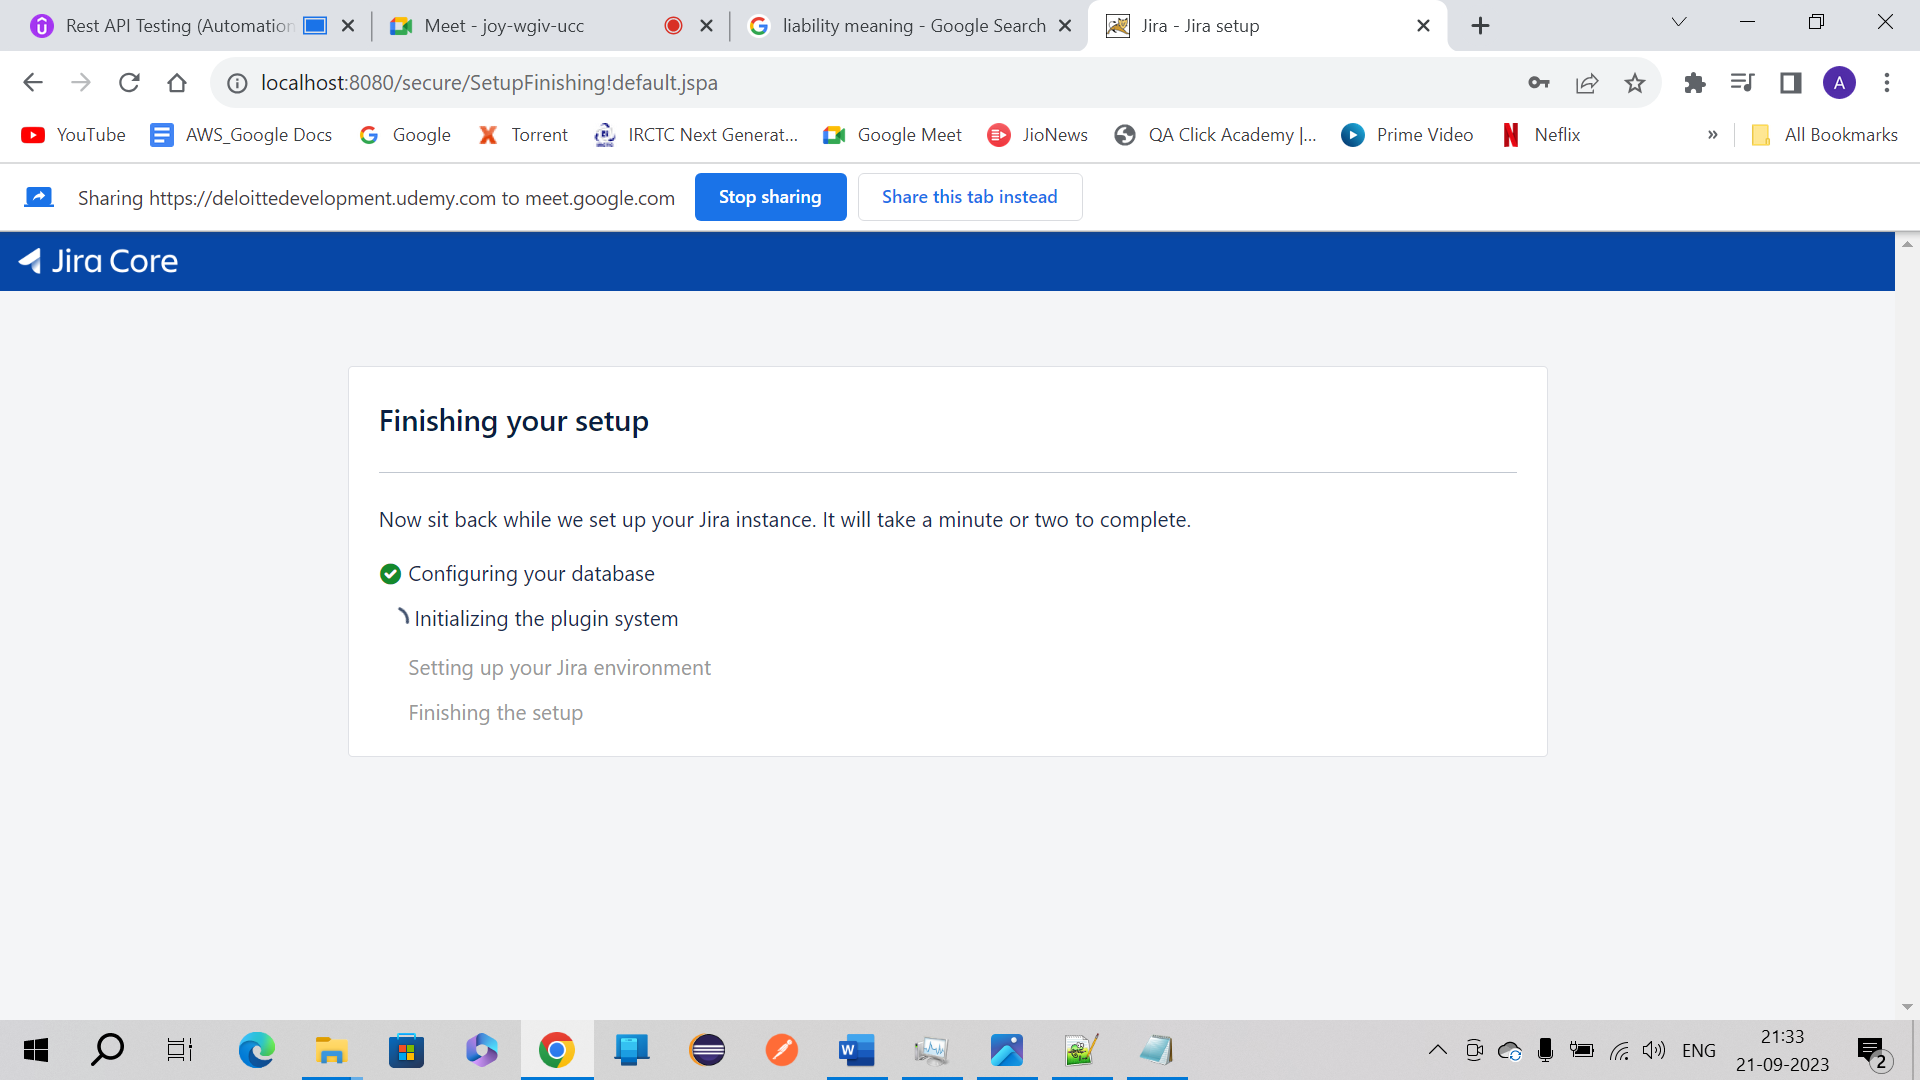 Rest API Testing (Automation
Meet - joy-wgiv-ucc
liability meaning - Google Search
Jira - Jira setup
localhost:8080/secure/SetupFinishing!default.jspa
A
YouTube
AWS_Google Docs
Google
Torrent
IRCTC Next Generat...
Google Meet
JioNews
QA Click Academy |...
Prime Video
Neflix
»
All Bookmarks
Sharing https://deloittedevelopment.udemy.com to meet.google.com
Stop sharing
Share this tab instead
Jira Core
Finishing your setup
Now sit back while we set up your Jira instance. It will take a minute or two to complete.
Configuring your database
Initializing the plugin system
Setting up your Jira environment
Finishing the setup
ENG
21:33
21-09-2023
2